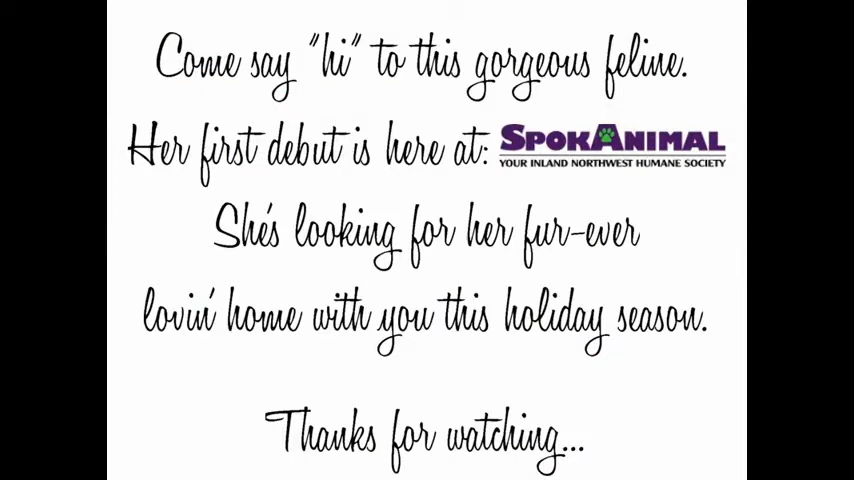 Come say "hi" to this gorgeous feline.
Her first debut is here at: SPOKANIMAL
YOUR INLAND NORTHWEST HUMANE SOCIETY
She's looking for her fur-ever
lovin' home with you this holiday season.
Thanks for watching...